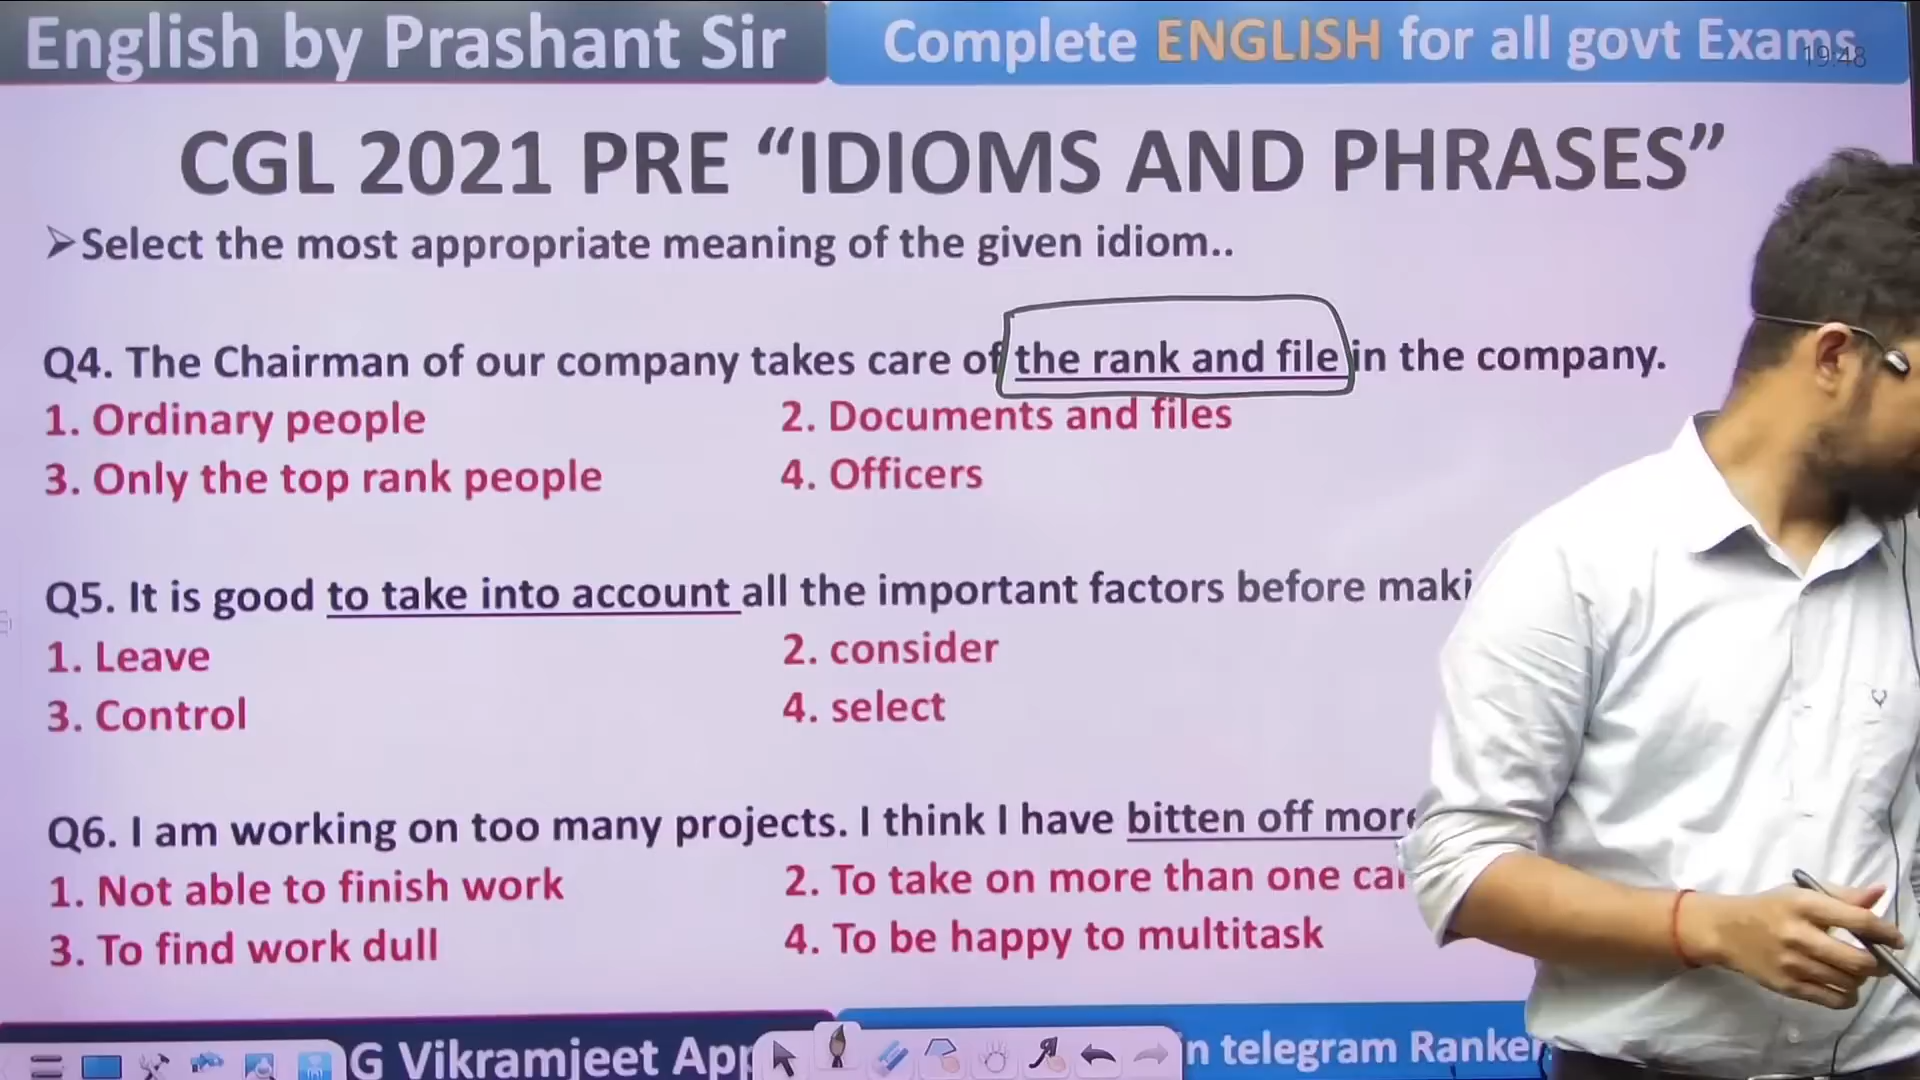 English by Prashant Sir
Complete ENGLISH for all govt Exams
19:48
CGL 2021 PRE “IDIOMS AND PHRASES”
➢Select the most appropriate meaning of the given idiom..
Q4. The Chairman of our company takes care of the rank and file in the company.
1. Ordinary people 2. Documents and files
3. Only the top rank people 4. Officers
Q5. It is good to take into account all the important factors before
1. Leave 2. consider
3. Control 4. select
Q6. I am working on too many projects. I think I have bitten off more
1. Not able to finish work 2. To take on more than one
3. To find work dull 4. To be happy to multitask
G Vikramjeet App
telegram